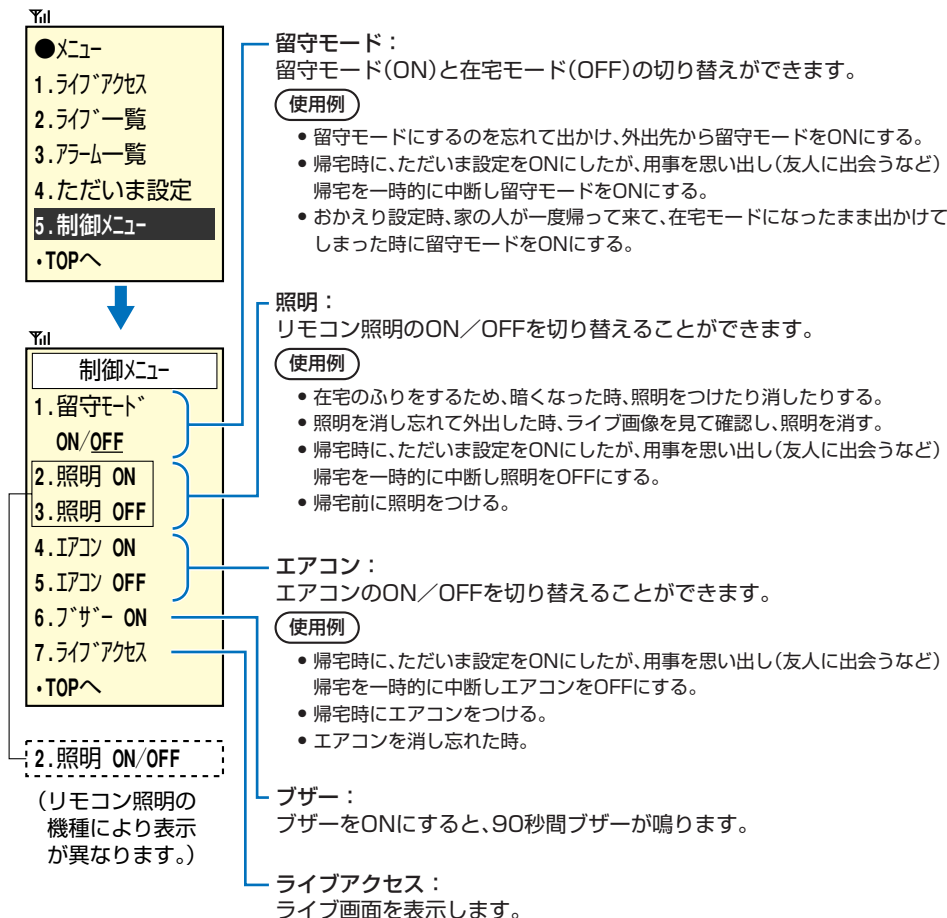 ●ﾒﾆｭｰ
1.ﾗｲﾌﾞｱｸｾｽ
2.ﾗｲﾌﾞ一覧
3.ｱﾗｰﾑ一覧
4.ただいま設定
5.制御ﾒﾆｭｰ
・TOPへ
制御ﾒﾆｭｰ
1.留守ﾓｰﾄﾞ
ON/OFF
2.照明 ON
3.照明 OFF
4.ｴｱｺﾝ ON
5.ｴｱｺﾝ OFF
6.ﾌﾞｻﾞｰ ON
7.ﾗｲﾌﾞｱｸｾｽ
・TOPへ
2.照明 ON/OFF
（リモコン照明の
機種により表示
が異なります。）
留守モード：
留守モード（ON）と在宅モード（OFF）の切り替えができます。
使用例
● 留守モードにするのを忘れて出かけ、外出先から留守モードをONにする。
● 帰宅時に、ただいま設定をONにしたが、用事を思い出し（友人に出会うなど）
帰宅を一時的に中断し留守モードをONにする。
● おかえり設定時、家の人が一度帰って来て、在宅モードになったまま出かけて
しまった時に留守モードをONにする。
照明：
リモコン照明のON／OFFを切り替えることができます。
使用例
● 在宅のふりをするため、暗くなった時、照明をつけたり消したりする。
● 照明を消し忘れて外出した時、ライブ画像を見て確認し、照明を消す。
● 帰宅時に、ただいま設定をONにしたが、用事を思い出し（友人に出会うなど）
帰宅を一時的に中断し照明をOFFにする。
● 帰宅前に照明をつける。
エアコン：
エアコンのON／OFFを切り替えることができます。
使用例
● 帰宅時に、ただいま設定をONにしたが、用事を思い出し（友人に出会うなど）
帰宅を一時的に中断しエアコンをOFFにする。
● 帰宅時にエアコンをつける。
● エアコンを消し忘れた時。
ブザー：
ブザーをONにすると、90秒間ブザーが鳴ります。
ライブアクセス：
ライブ画面を表示します。